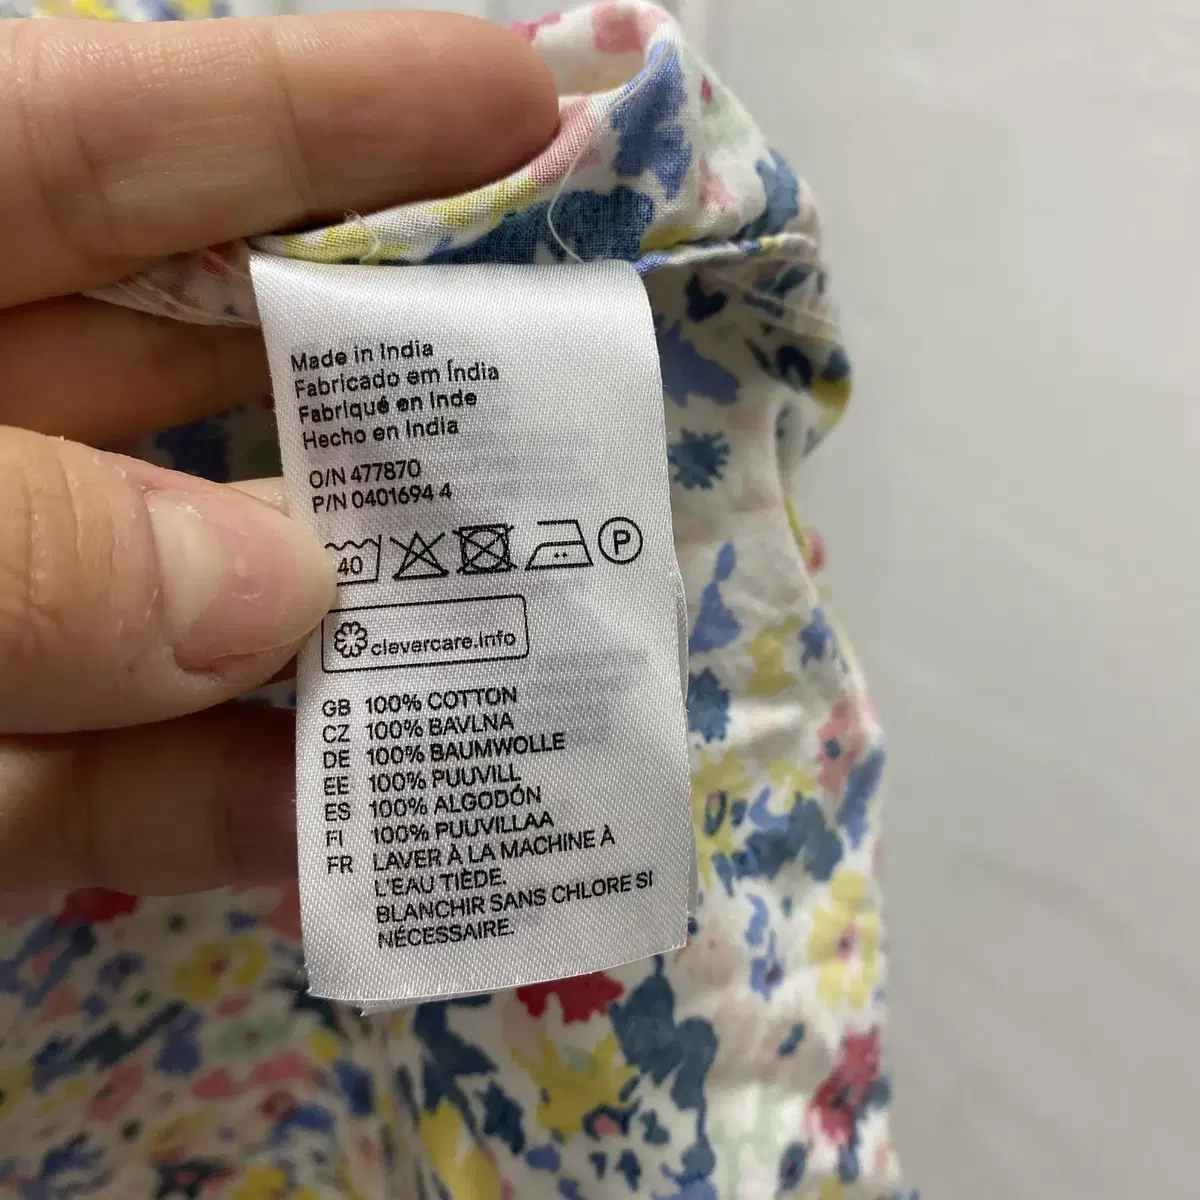 Made in India
Fabricado em Índia
Fabriqué en Inde
Hecho en India
O/N 477870
P/N 0401694 4
40 P
clevercare.info
GB 100% COTTON
CZ 100% BAVLNA
DE 100% BAUMWOLLE
EE 100% PUUVILL
ES 100% ALGODÓN
FI 100% PUUVILLAA
FR LAVER À LA MACHINE À
L'EAU TIÈDE.
BLANCHIR SANS CHLORE SI
NÉCESSAIRE.